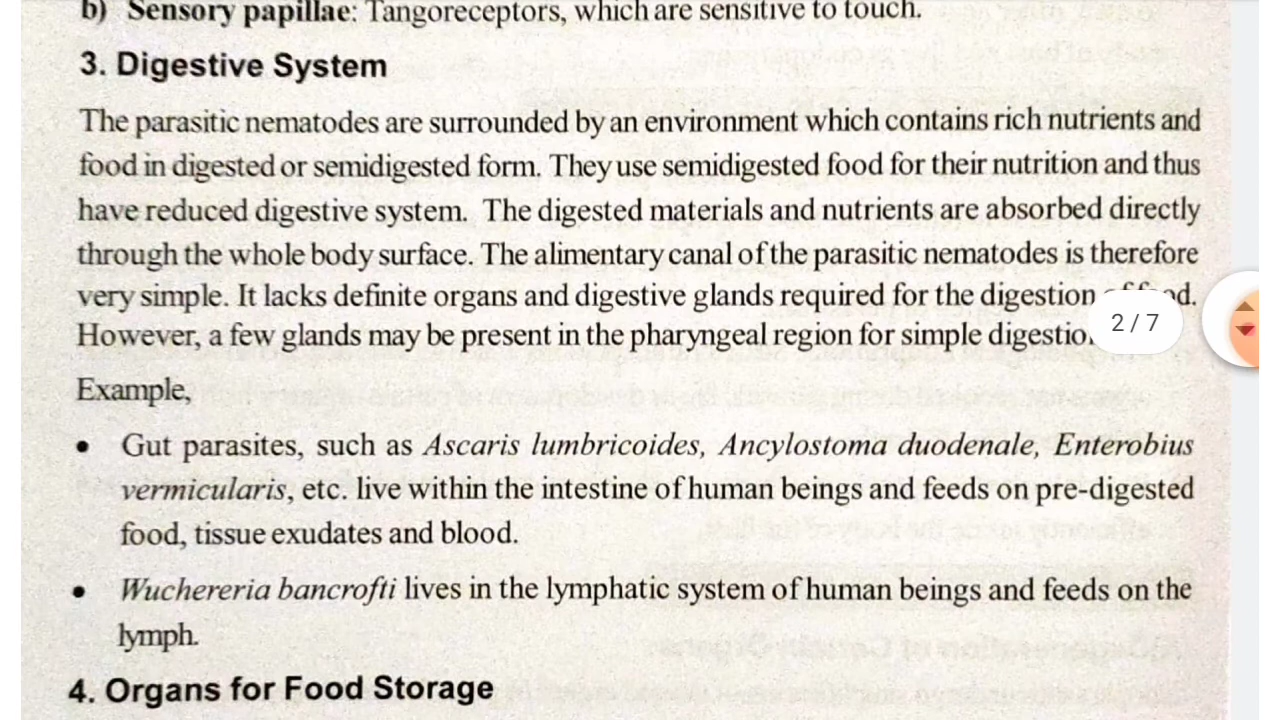 b) Sensory papillae: Tangoreceptors, which are sensitive to touch.
3. Digestive System
The parasitic nematodes are surrounded by an environment which contains rich nutrients and
food in digested or semidigested form. They use semidigested food for their nutrition and thus
have reduced digestive system. The digested materials and nutrients are absorbed directly
through the whole body surface. The alimentary canal of the parasitic nematodes is therefore
very simple. It lacks definite organs and digestive glands required for the digestion
However, a few glands may be present in the pharyngeal region for simple
2 / 7
Example,
• Gut parasites, such as Ascaris lumbricoides, Ancylostoma duodenale, Enterobius
vermicularis, etc. live within the intestine of human beings and feeds on pre-digested
food, tissue exudates and blood.
• Wuchereria bancrofti lives in the lymphatic system of human beings and feeds on the
lymph.
4. Organs for Food Storage